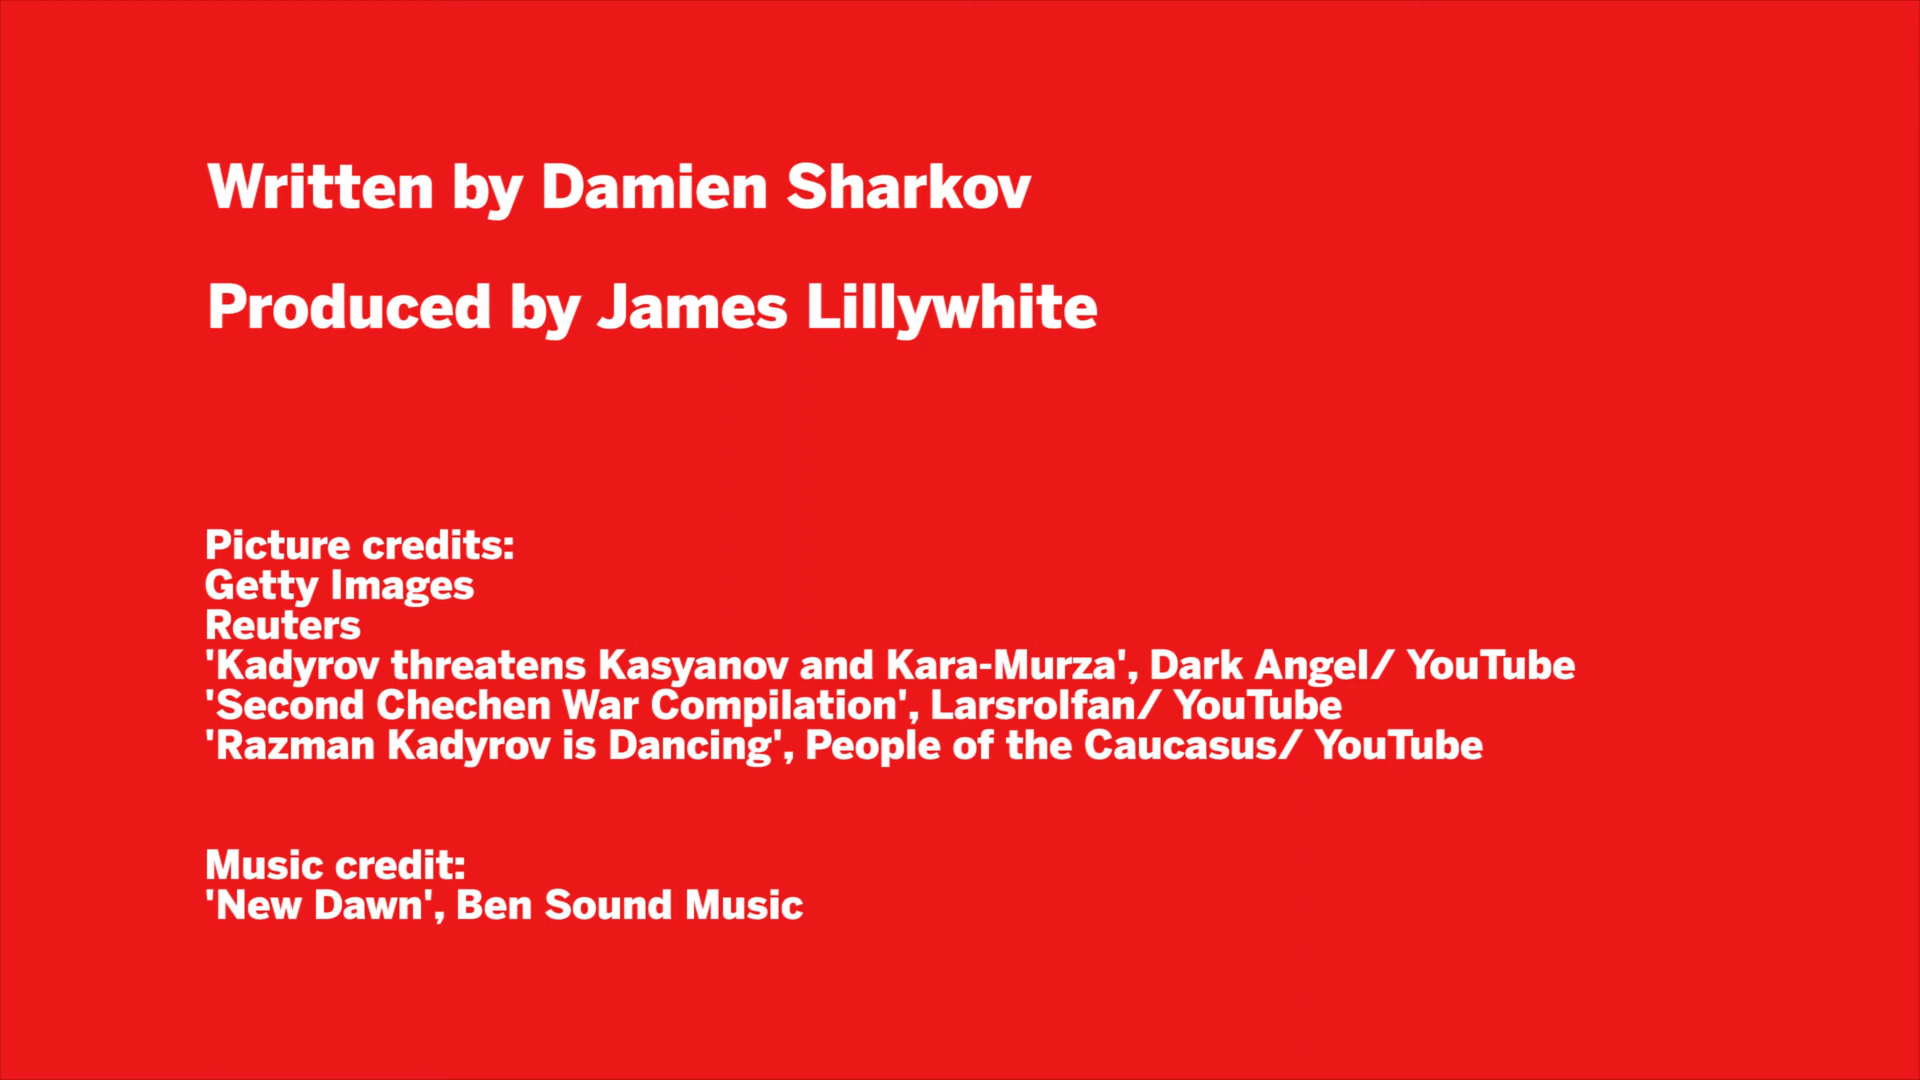 Written by Damien Sharkov
Produced by James Lillywhite
Picture credits:
Getty Images
Reuters
'Kadyrov threatens Kasyanov and Kara-Murza', Dark Angel/ YouTube
'Second Chechen War Compilation', Larsrolfan/ YouTube
'Razman Kadyrov is Dancing', People of the Caucasus/ YouTube
Music credit:
'New Dawn', Ben Sound Music